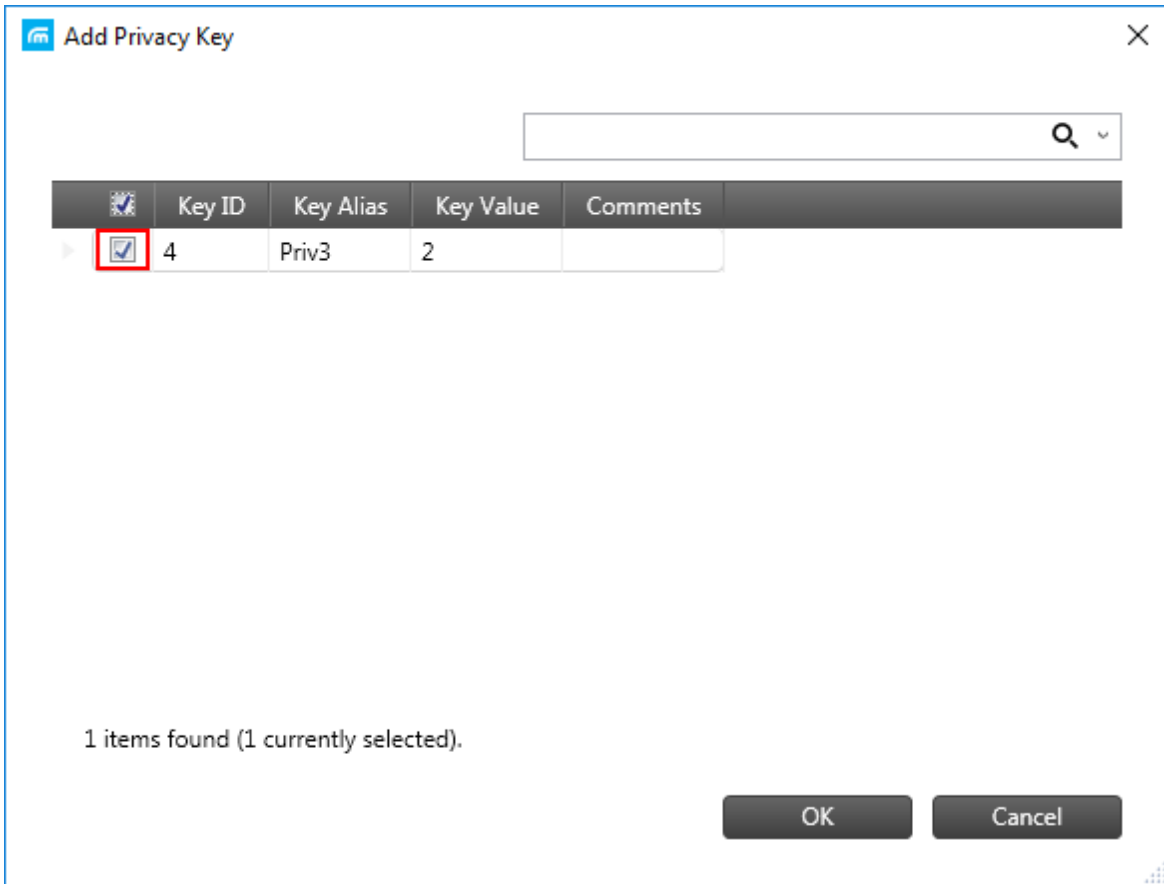 Add Privacy Key
Key ID Key Alias Key Value Comments
4 Priv3 2
1 items found (1 currently selected).
OK Cancel